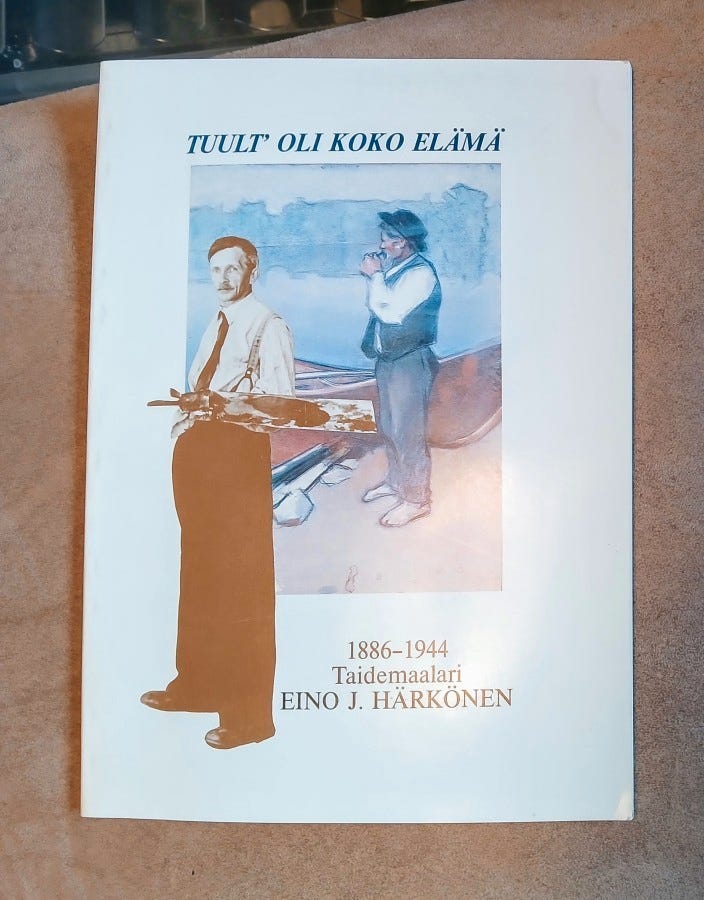 TUULT' OLI KOKO ELÄMÄ
1886–1944
Taidemaalari
EINO J. HÄRKÖNEN